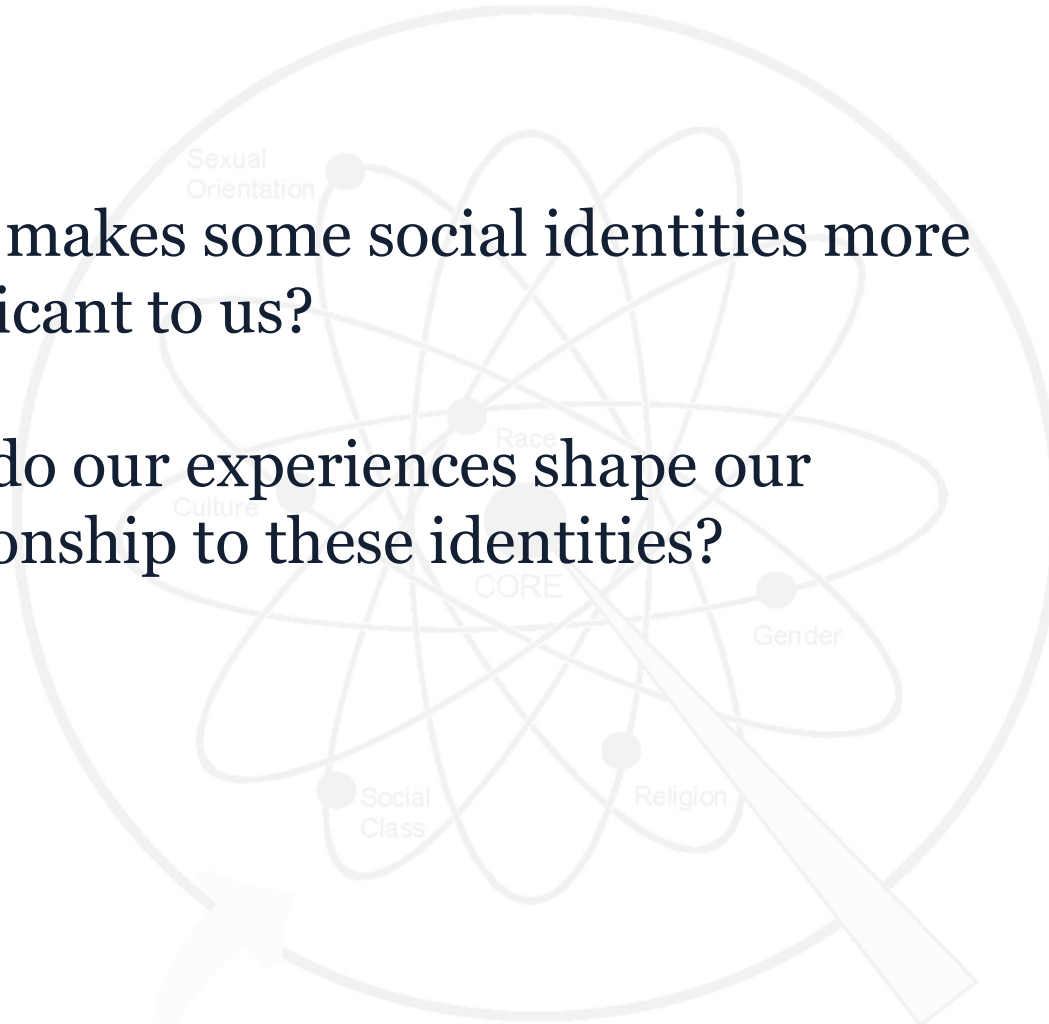 Sexual
Orientation
makes some social identities more
icant to us?
Race
do our experiences shape our
Culture
onship to these identities?
CORE
Gender
Social
Class
Religion